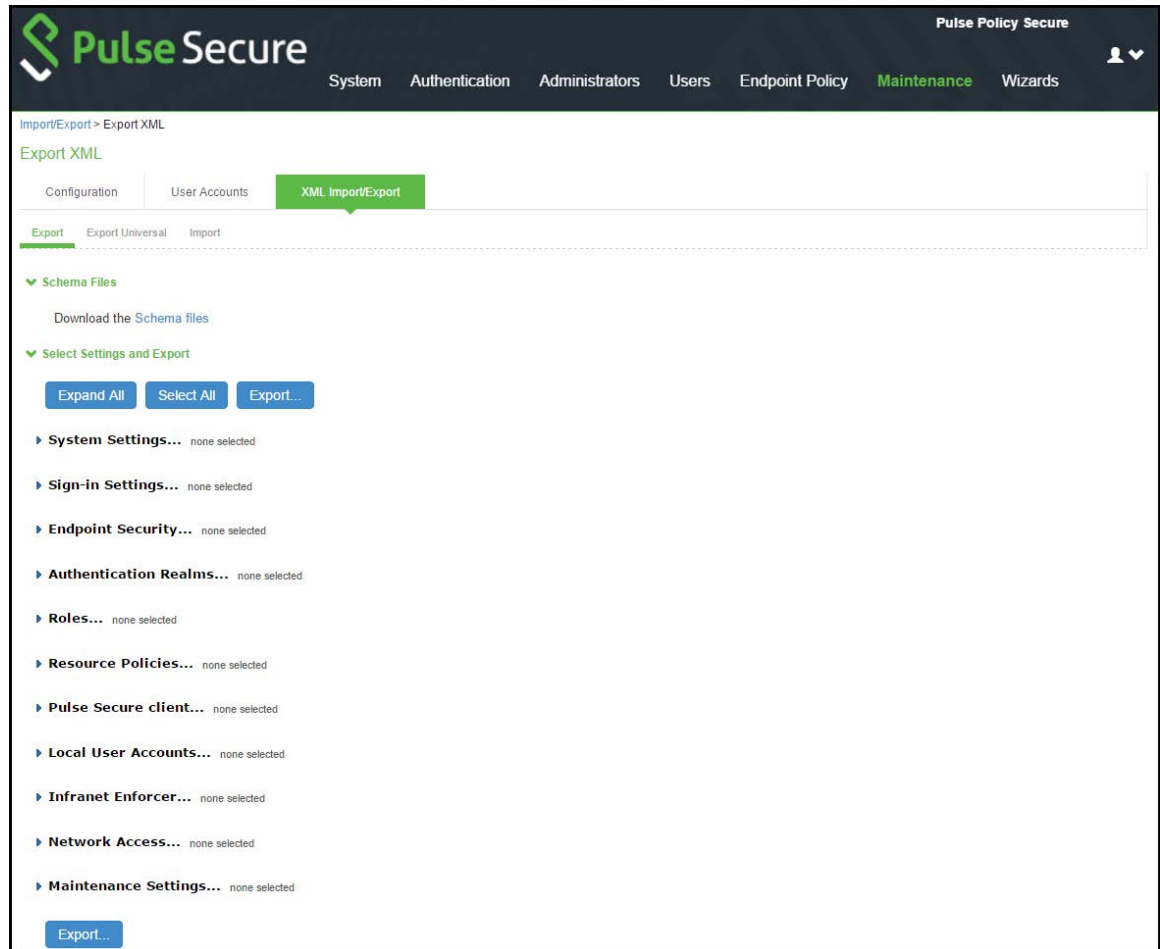 Pulse Policy Secure
Pulse Secure
System Authentication Administrators Users Endpoint Policy Maintenance Wizards
Import/Export > Export XML
Export XML
Configuration User Accounts XML Import/Export
Export Export Universal Import
Schema Files
Download the Schema files
Select Settings and Export
Expand All Select All Export...
System Settings... none selected
Sign-in Settings... none selected
Endpoint Security... none selected
Authentication Realms... none selected
Roles... none selected
Resource Policies... none selected
Pulse Secure client... none selected
Local User Accounts... none selected
Infranet Enforcer... none selected
Network Access... none selected
Maintenance Settings... none selected
Export...